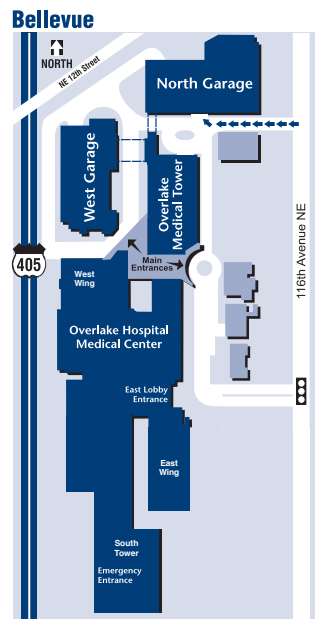 Bellevue
NORTH
NE 12th Street
North Garage
West Garage
Overlake
Medical Tower
116th Avenue NE
405
Main
Entrances
West
Wing
Overlake Hospital
Medical Center
East Lobby
Entrance
East
Wing
South
Tower
Emergency
Entrance